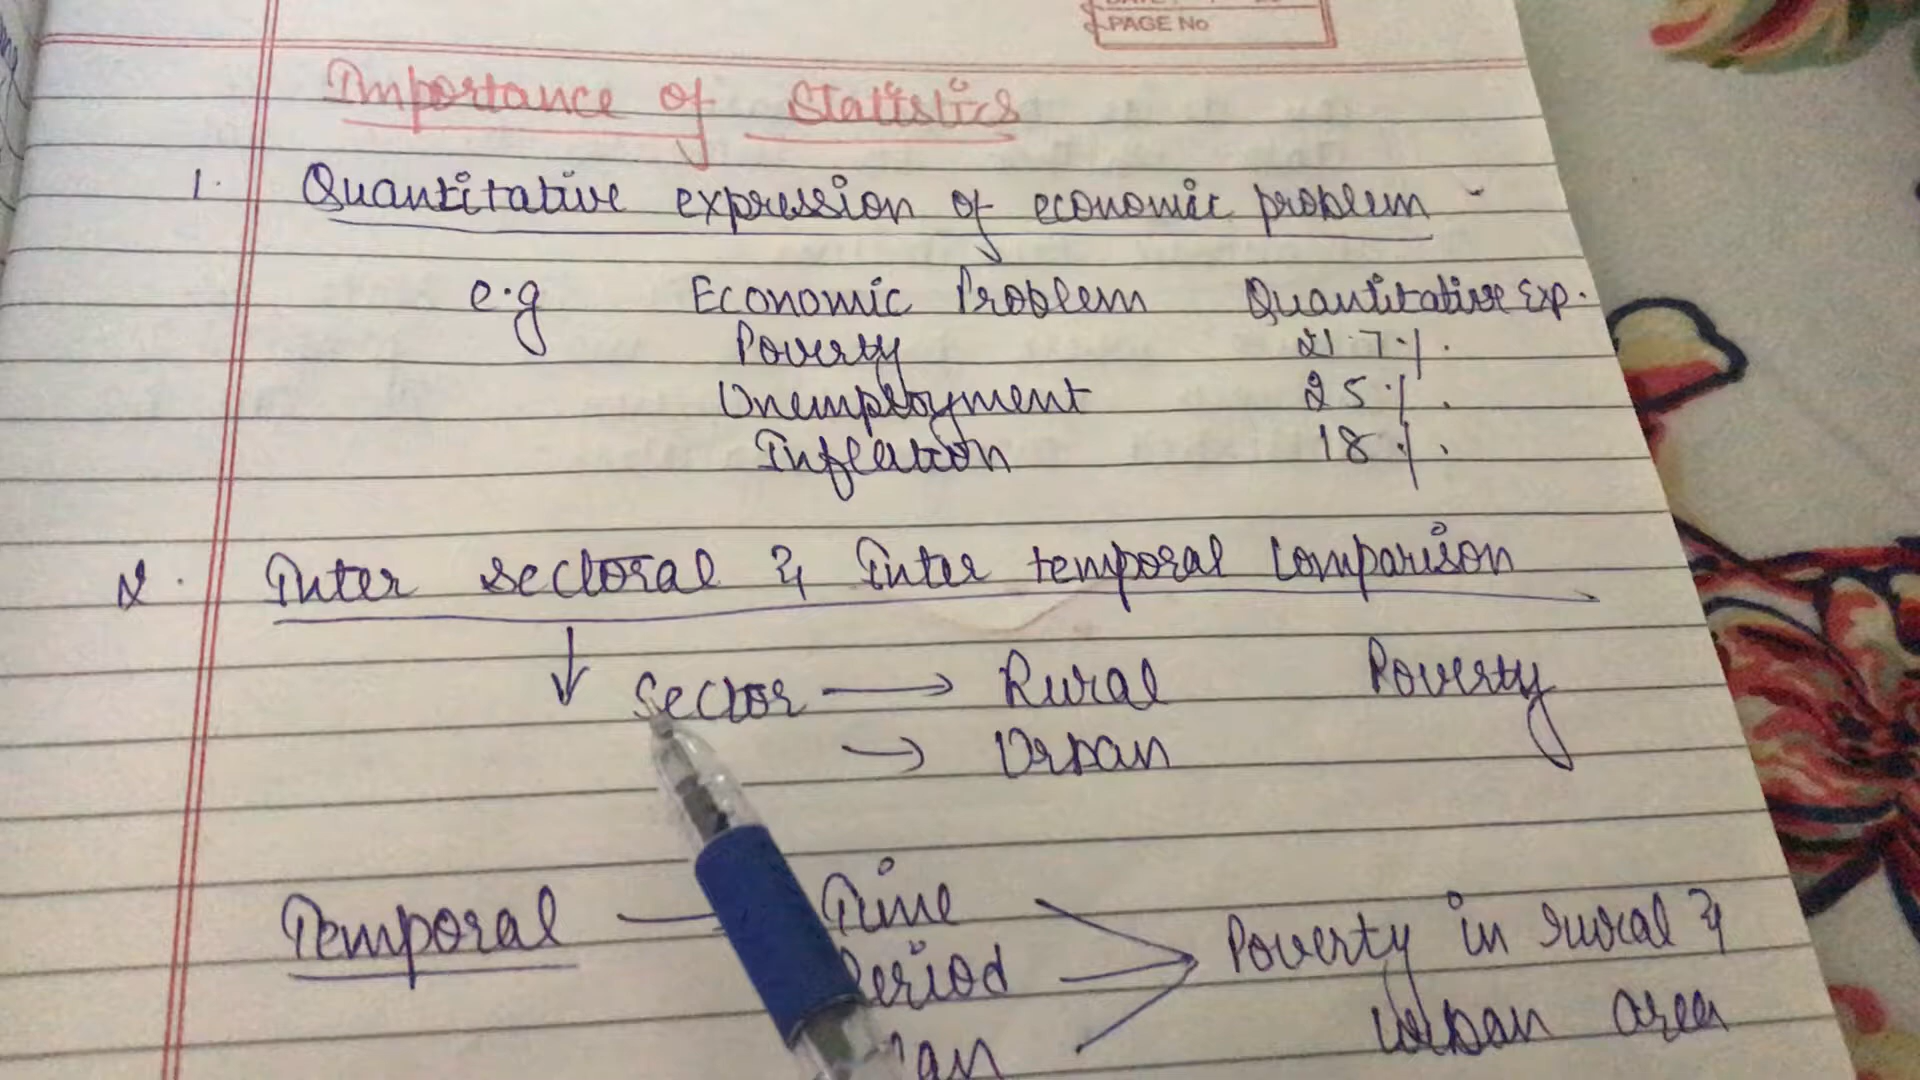 PAGE No
Importance of Statistics
1. Quantitative expression of economic problem -
e.g Economic Problem Quantitative Exp.
Poverty 21.7%.
Unemployment 25%.
Inflation 18%.
2. Inter sectoral & Inter temporal Comparison
Sector → Rural Poverty
→ Urban
Temporal — Time
Period
Poverty in rural &
urban area